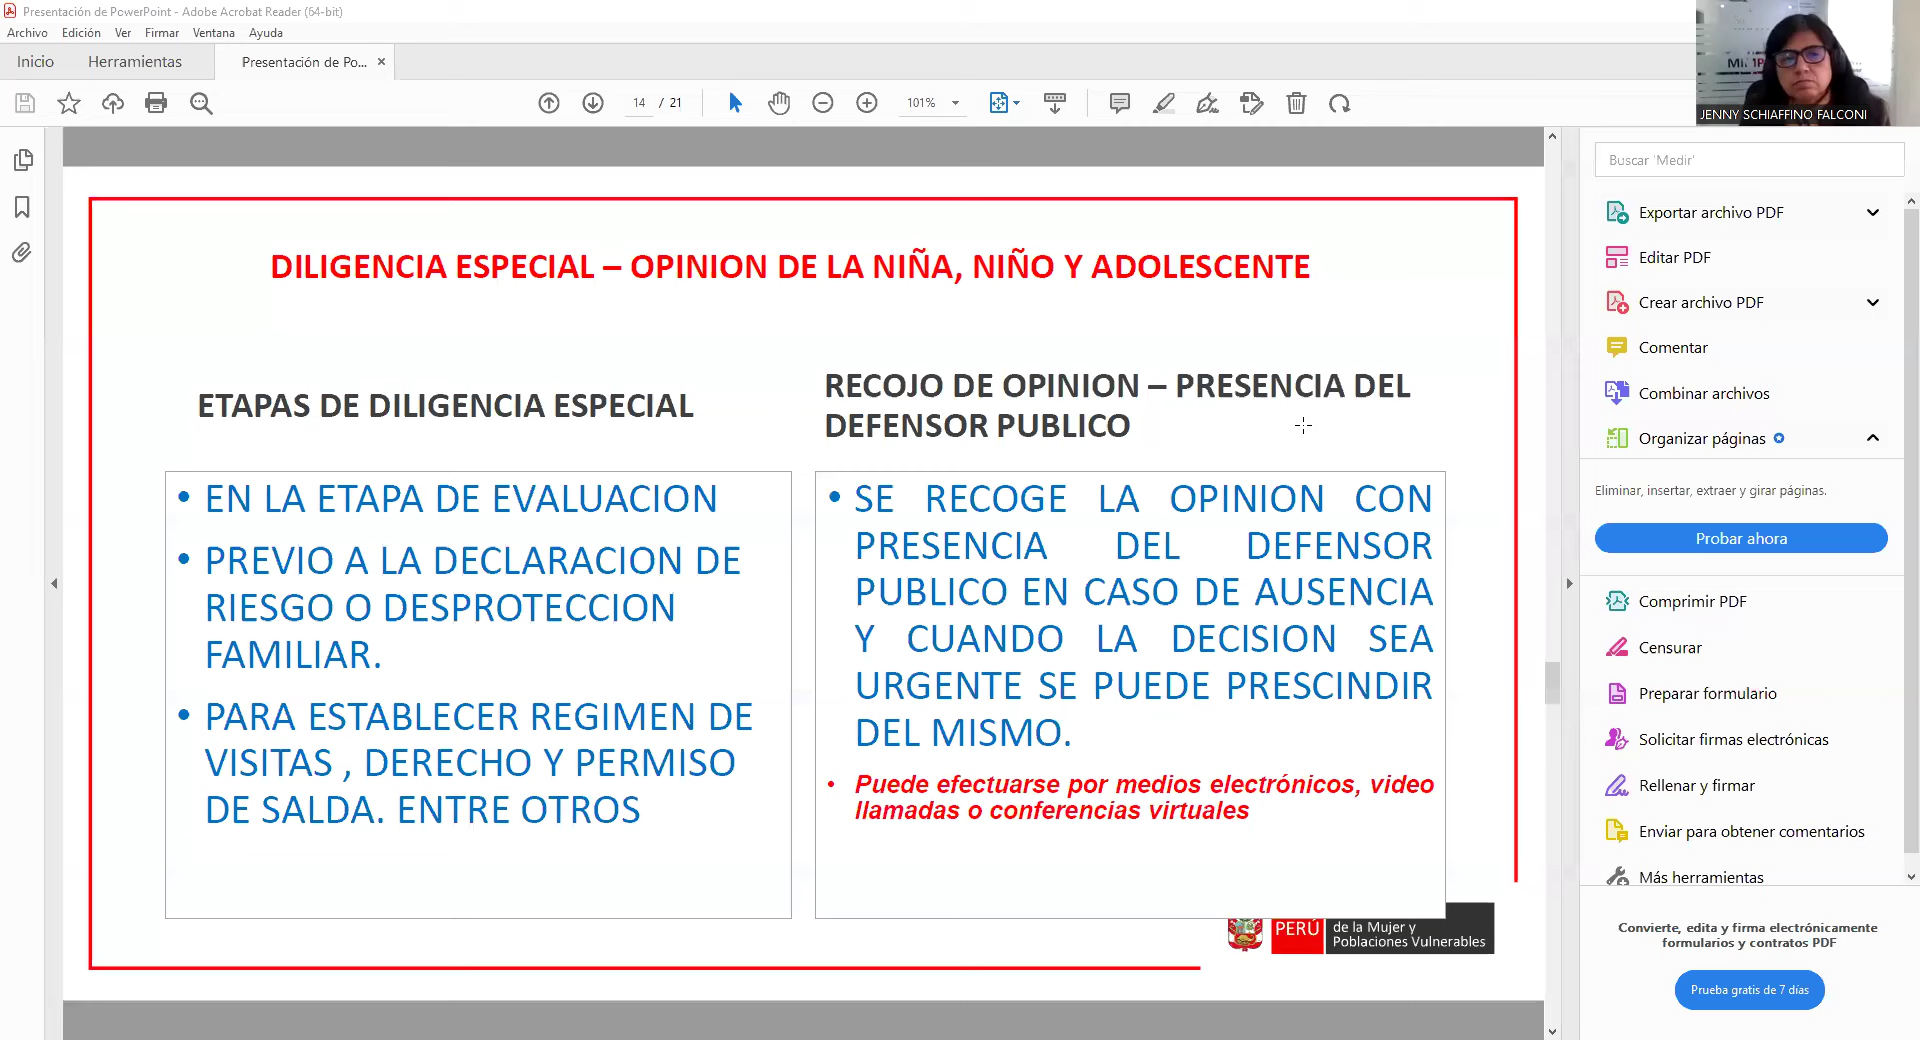 Presentación de PowerPoint - Adobe Acrobat Reader (64-bit)
Archivo Edición Ver Firmar Ventana Ayuda
Inicio Herramientas Presentación de Po... ×
14 / 21 101%
JENNY SCHIAFFINO FALCONI
DILIGENCIA ESPECIAL – OPINION DE LA NIÑA, NIÑO Y ADOLESCENTE
ETAPAS DE DILIGENCIA ESPECIAL
• EN LA ETAPA DE EVALUACION
• PREVIO A LA DECLARACION DE
RIESGO O DESPROTECCION
FAMILIAR.
• PARA ESTABLECER REGIMEN DE
VISITAS , DERECHO Y PERMISO
DE SALDA. ENTRE OTROS
RECOJO DE OPINION – PRESENCIA DEL
DEFENSOR PUBLICO
• SE RECOGE LA OPINION CON
PRESENCIA DEL DEFENSOR
PUBLICO EN CASO DE AUSENCIA
Y CUANDO LA DECISION SEA
URGENTE SE PUEDE PRESCINDIR
DEL MISMO.
• Puede efectuarse por medios electrónicos, video
llamadas o conferencias virtuales
PERÚ
de la Mujer y
Poblaciones Vulnerables
Buscar 'Medir'
Exportar archivo PDF
Editar PDF
Crear archivo PDF
Comentar
Combinar archivos
Organizar páginas
Eliminar, insertar, extraer y girar páginas.
Probar ahora
Comprimir PDF
Censurar
Preparar formulario
Solicitar firmas electrónicas
Rellenar y firmar
Enviar para obtener comentarios
Más herramientas
Convierte, edita y firma electrónicamente
formularios y contratos PDF
Prueba gratis de 7 días